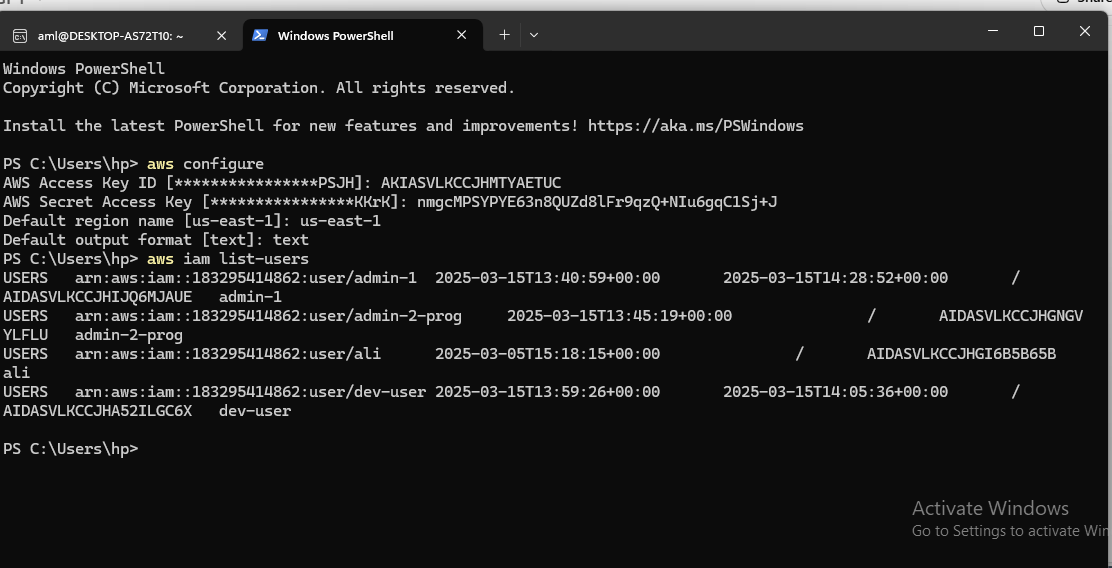 aml@DESKTOP-AS72T10: ~
Windows PowerShell
Windows PowerShell
Copyright (C) Microsoft Corporation. All rights reserved.
Install the latest PowerShell for new features and improvements! https://aka.ms/PSWindows
PS C:\Users\hp> aws configure
AWS Access Key ID [****************PSJH]: AKIASVLKCCJHMTYAETUC
AWS Secret Access Key [****************KKrK]: 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
Default region name [us-east-1]: us-east-1
Default output format [text]: text
PS C:\Users\hp> aws iam list-users
USERS   arn:aws:iam::183295414862:user/admin-1  2025-03-15T13:40:59+00:00       2025-03-15T14:28:52+00:00       /
AIDASVLKCCJHIJQ6MJAUE   admin-1
USERS   arn:aws:iam::183295414862:user/admin-2-prog     2025-03-15T13:45:19+00:00               /       AIDASVLKCCJHGNGV
YLFLU   admin-2-prog
USERS   arn:aws:iam::183295414862:user/ali      2025-03-05T15:18:15+00:00               /       AIDASVLKCCJHGI6B5B65B
ali
USERS   arn:aws:iam::183295414862:user/dev-user 2025-03-15T13:59:26+00:00       2025-03-15T14:05:36+00:00       /
AIDASVLKCCJHA52ILGC6X   dev-user
PS C:\Users\hp>
Activate Windows
Go to Settings to activate Win